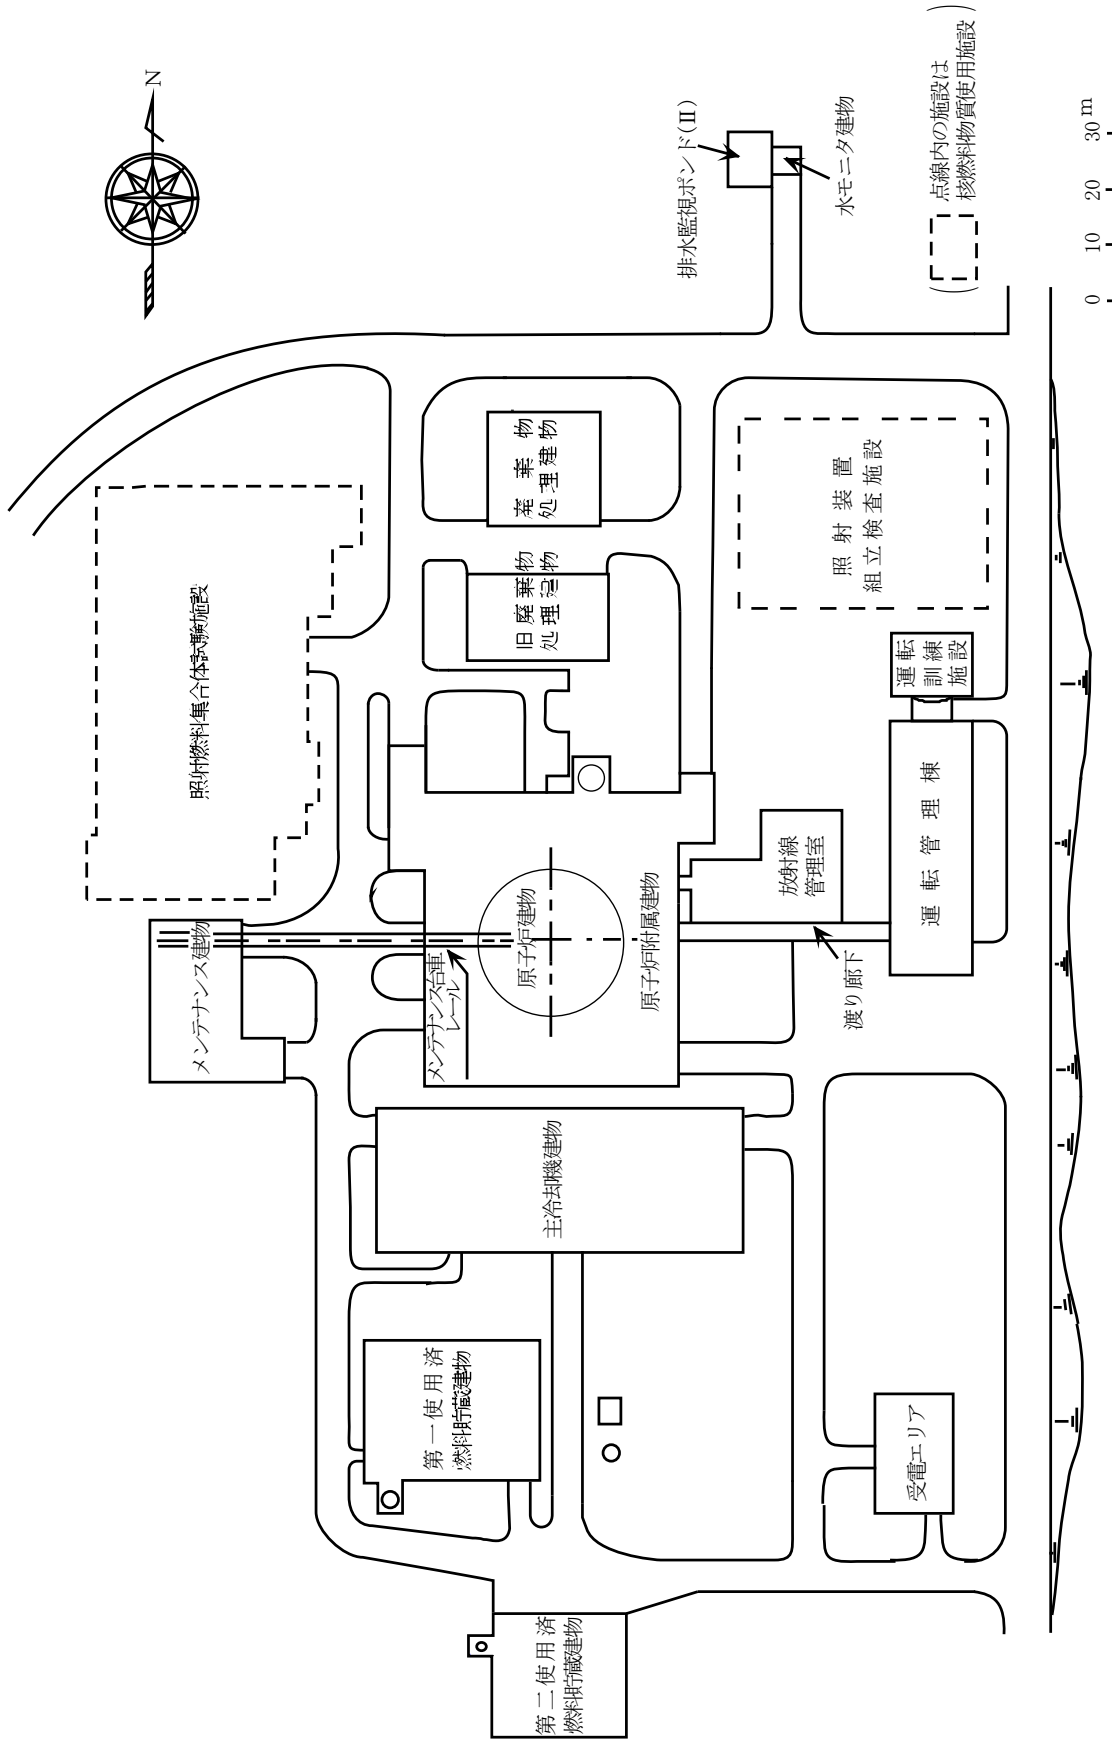 N
排水監視ポンド(Ⅱ)
水モニタ建物
点線内の施設は
核燃料物質使用施設
0 10 20 30 m
照射燃料集合体試験施設
廃棄物
処理建物
旧廃棄物
処理建物
照射装置
組立検査施設
運転
訓練
施設
運転管理棟
放射線
管理室
渡り廊下
メンテナンス建物
メンテナンス台車
レール
原子炉建物
原子炉附属建物
主冷却機建物
第一使用済
燃料貯蔵建物
受電エリア
第二使用済
燃料貯蔵建物